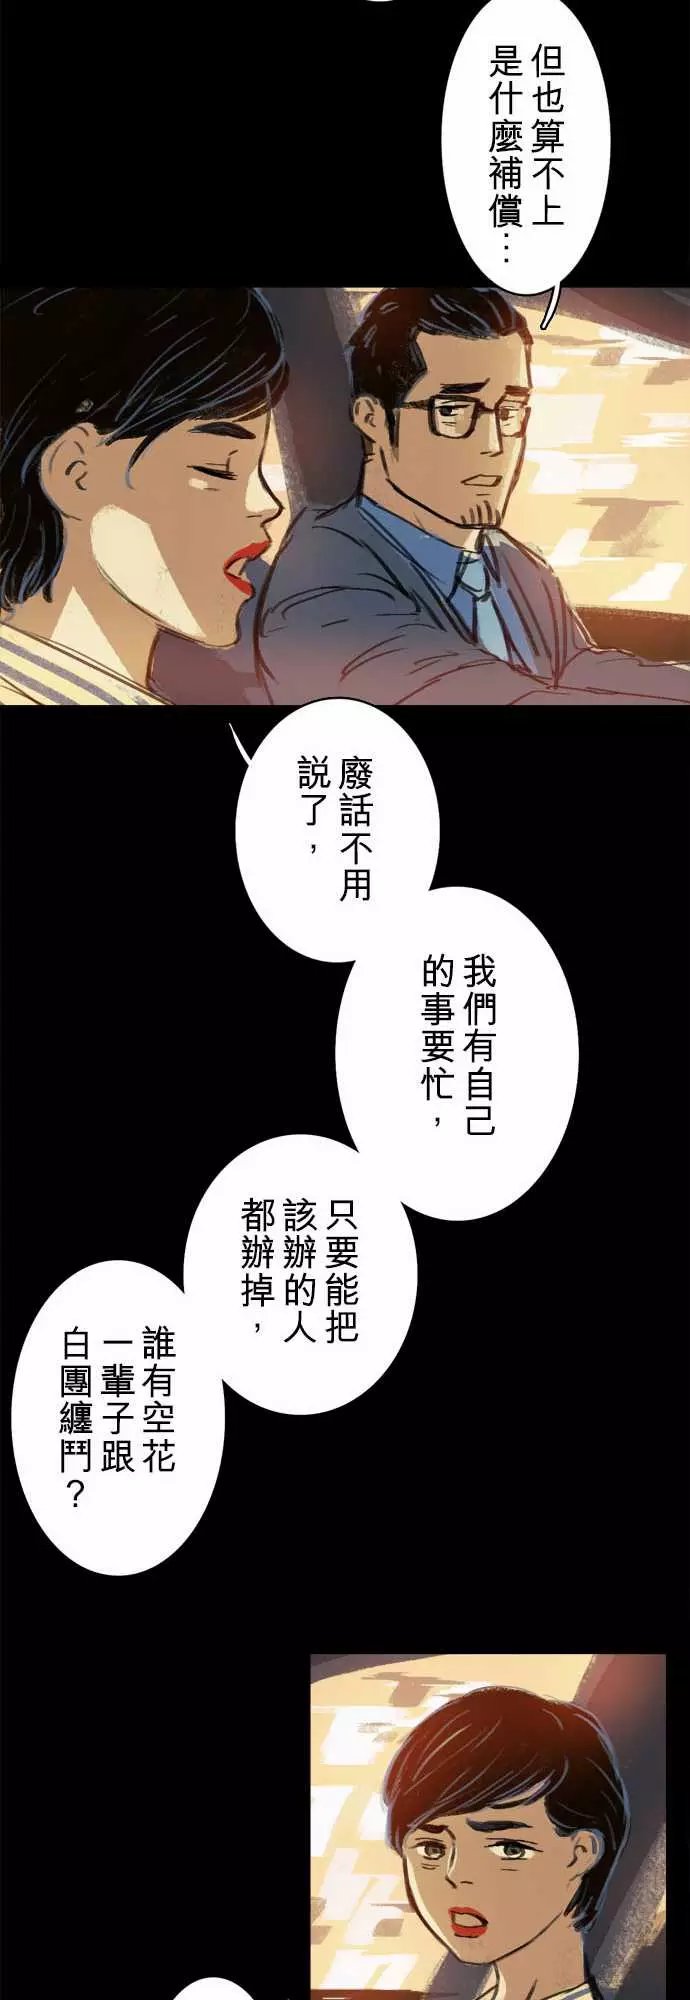 但也算不上
是什麼補償…
廢話不用
説了，
我們有自己
的事要忙，
只要能把
該辦的人
都辦掉，
誰有空花
一輩子跟
白團纏鬥？